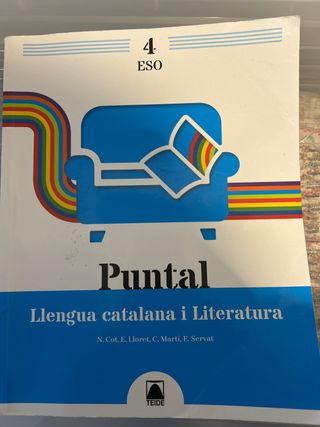 4
ESO
Puntal
Llengua catalana i Literatura
N. Cot, E. Lloret, C. Martí, E. Servat
TEIDE